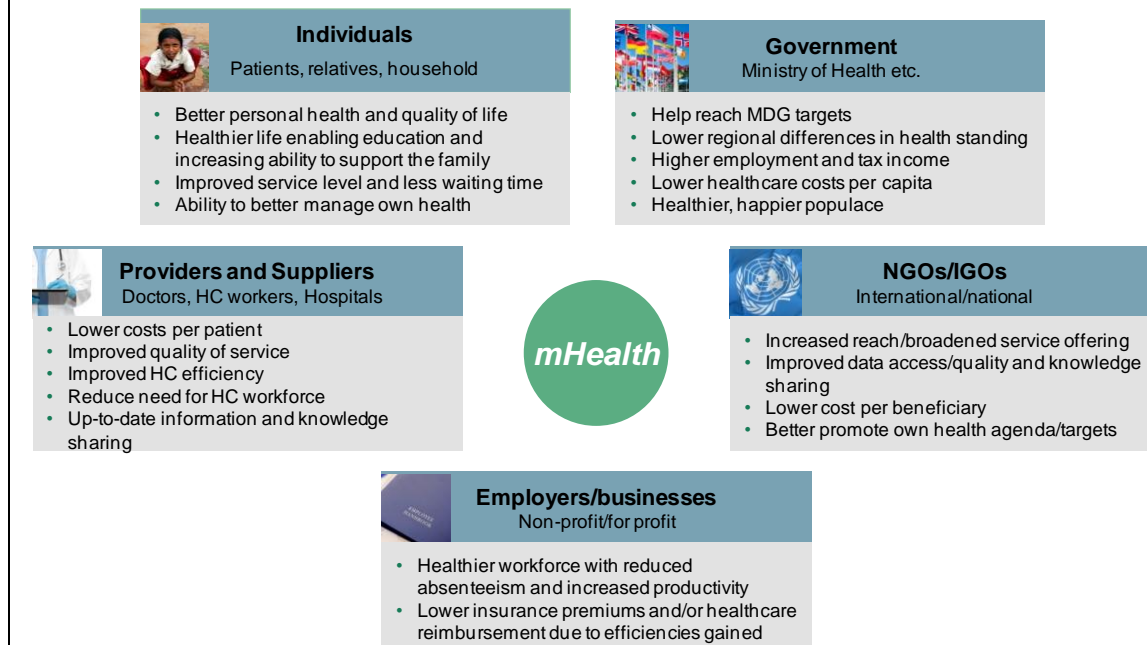 Individuals
Patients, relatives, household
• Better personal health and quality of life
• Healthier life enabling education and
increasing ability to support the family
• Improved service level and less waiting time
• Ability to better manage own health
Government
Ministry of Health etc.
• Help reach MDG targets
• Lower regional differences in health standing
• Higher employment and tax income
• Lower healthcare costs per capita
• Healthier, happier populace
Providers and Suppliers
Doctors, HC workers, Hospitals
• Lower costs per patient
• Improved quality of service
• Improved HC efficiency
• Reduce need for HC workforce
• Up-to-date information and knowledge
sharing
mHealth
NGOs/IGOs
International/national
• Increased reach/broadened service offering
• Improved data access/quality and knowledge
sharing
• Lower cost per beneficiary
• Better promote own health agenda/targets
EMPLOYEE
HANDBOOK
Employers/businesses
Non-profit/for profit
• Healthier workforce with reduced
absenteeism and increased productivity
• Lower insurance premiums and/or healthcare
reimbursement due to efficiencies gained